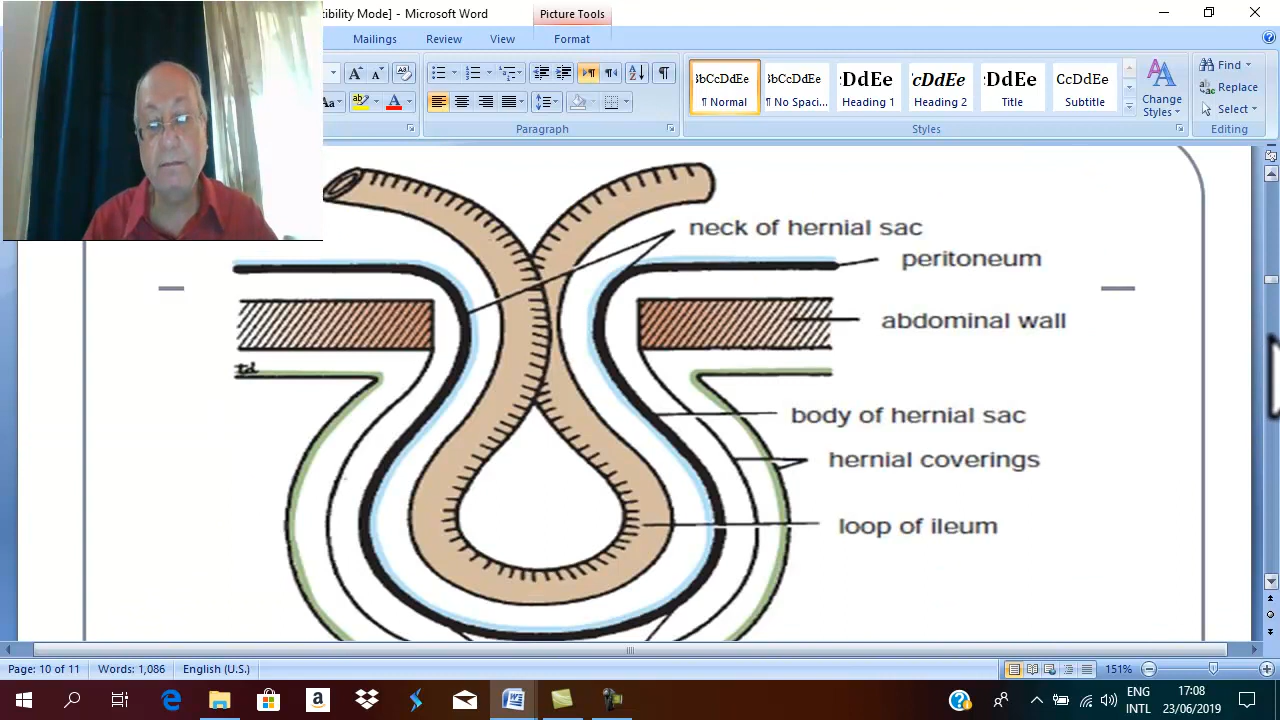 tibility Mode] - Microsoft Word
Picture Tools
Mailings Review View Format
AaBbCcDdEe
¶ Normal
¶ No Spaci...
Heading 1
Heading 2
Title
Subtitle
Change
Styles
Find
Replace
Select
Paragraph
Styles
Editing
neck of hernial sac
peritoneum
abdominal wall
td
body of hernial sac
hernial coverings
loop of ileum
Page: 10 of 11 Words: 1,086 English (U.S.) 151%
ENG
INTL
17:08
23/06/2019